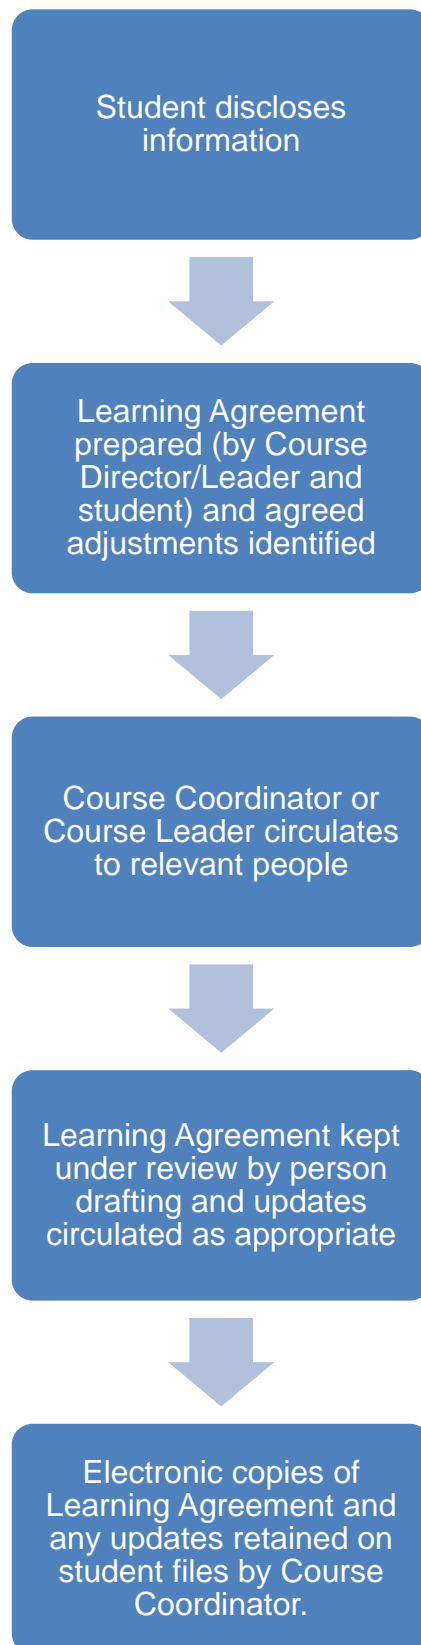 Student discloses
information
Learning Agreement
prepared (by Course
Director/Leader and
student) and agreed
adjustments identified
Course Coordinator or
Course Leader circulates
to relevant people
Learning Agreement kept
under review by person
drafting and updates
circulated as appropriate
Electronic copies of
Learning Agreement and
any updates retained on
student files by Course
Coordinator.